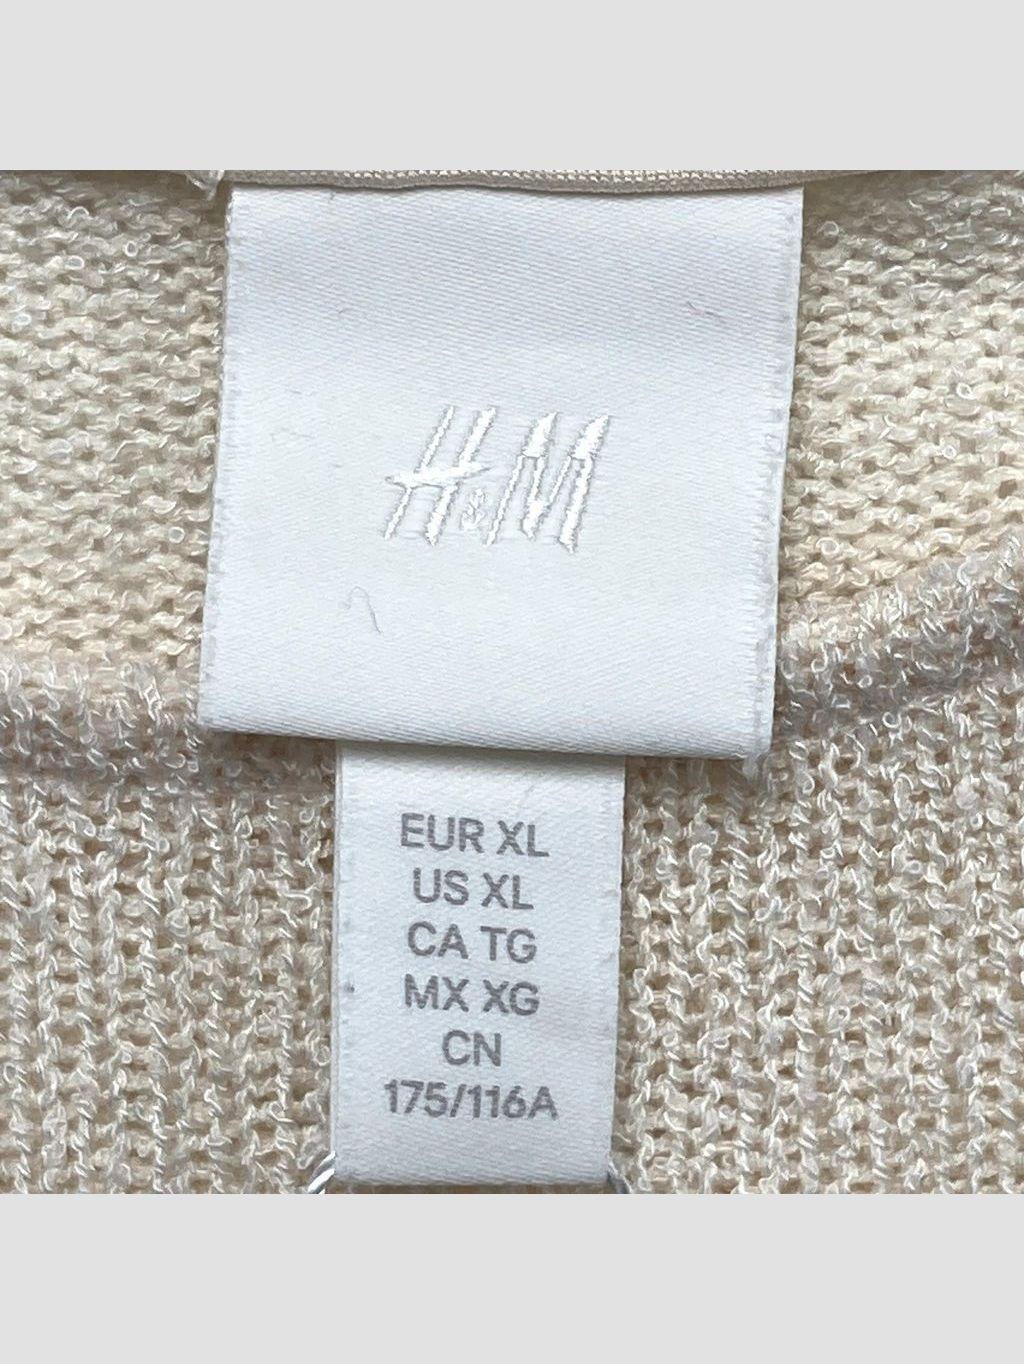 H&M
EUR XL
US XL
CA TG
MX XG
CN
175/116A